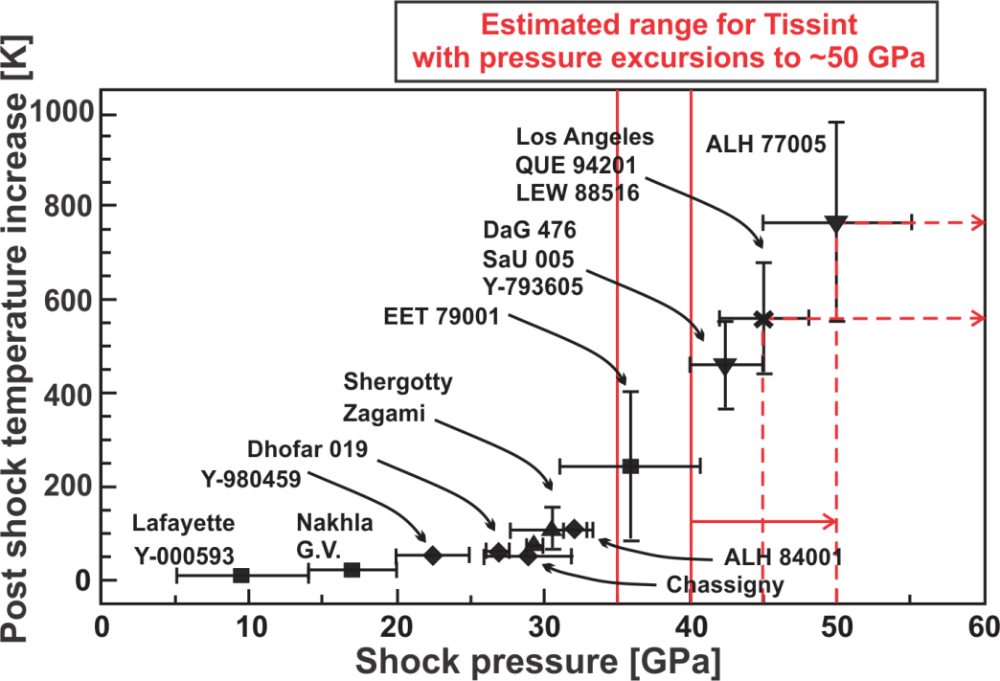 Estimated range for Tissint
with pressure excursions to ~50 GPa
Post shock temperature increase [K]
1000
800
600
400
200
0
Los Angeles
QUE 94201
LEW 88516
ALH 77005
DaG 476
SaU 005
Y-793605
EET 79001
Shergotty
Zagami
Dhofar 019
Y-980459
Lafayette
Y-000593
Nakhla
G.V.
ALH 84001
Chassigny
0 10 20 30 40 50 60
Shock pressure [GPa]